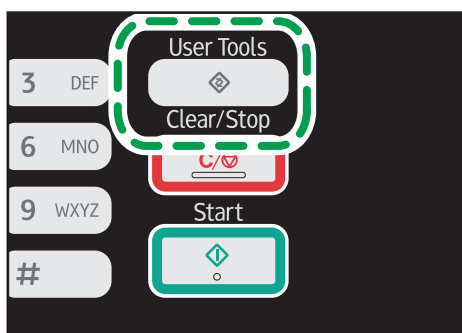 User Tools
3 DEF
Clear/Stop
6 MNO
C/
9 WXYZ
Start
#